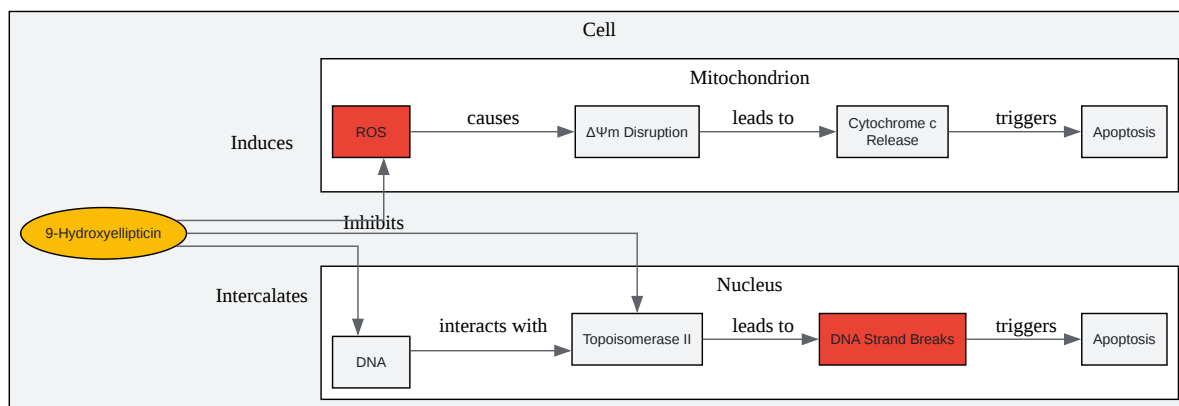 Cell
Mitochondrion
ROS
causes
ΔΨm Disruption
leads to
Cytochrome c
Release
triggers
Apoptosis
Induces
9-Hydroxyellipticin
Inhibits
Intercalates
Nucleus
DNA
interacts with
Topoisomerase II
leads to
DNA Strand Breaks
triggers
Apoptosis